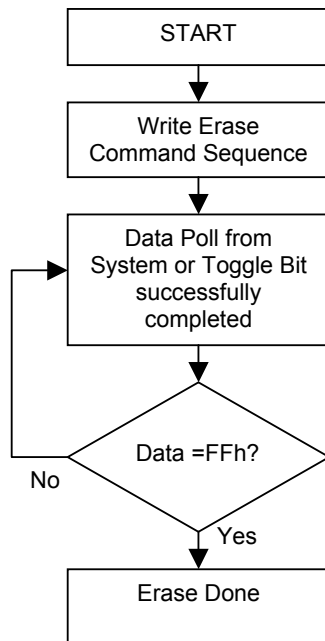 START
Write Erase
Command Sequence
Data Poll from
System or Toggle Bit
successfully
completed
Data =FFh?
No
Yes
Erase Done